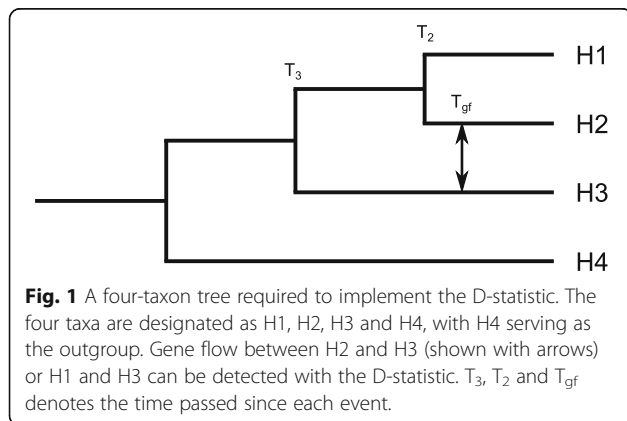 T2
H1
T3
Tgf
H2
H3
H4
Fig. 1 A four-taxon tree required to implement the D-statistic. The
four taxa are designated as H1, H2, H3 and H4, with H4 serving as
the outgroup. Gene flow between H2 and H3 (shown with arrows)
or H1 and H3 can be detected with the D-statistic. T3, T2 and Tgf
denotes the time passed since each event.